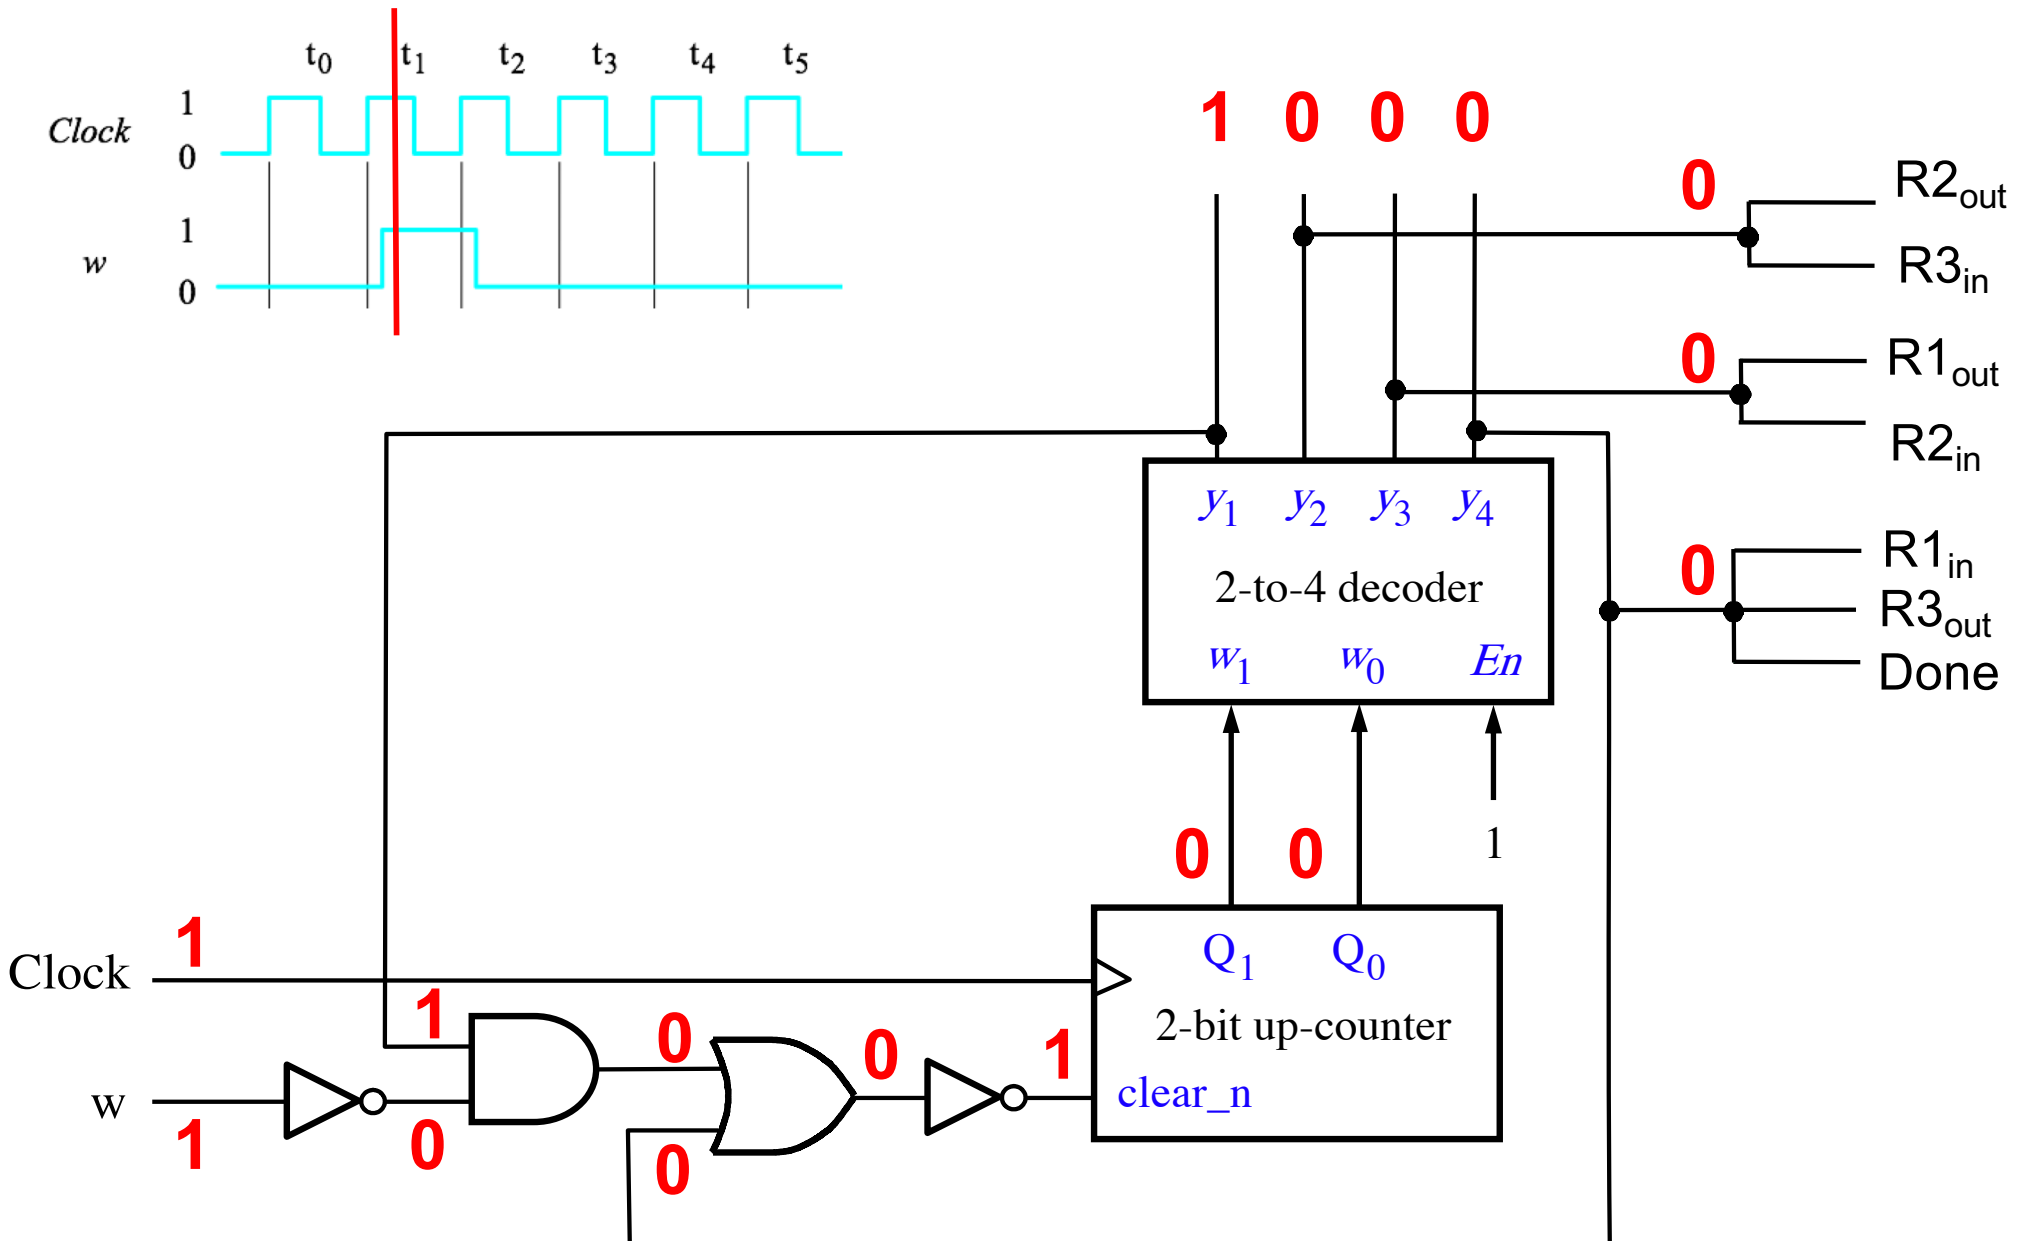 t0 t1 t2 t3 t4 t5
1
Clock
0
1
w
0
1 0 0 0
0 R2out
R3in
0 R1out
R2in
y1 y2 y3 y4
2-to-4 decoder
w1 w0 En
0 R1in
R3out
Done
0 0 1
Clock 1
Q1 Q0
2-bit up-counter
clear_n
1 0 0 1
w 1 0 0